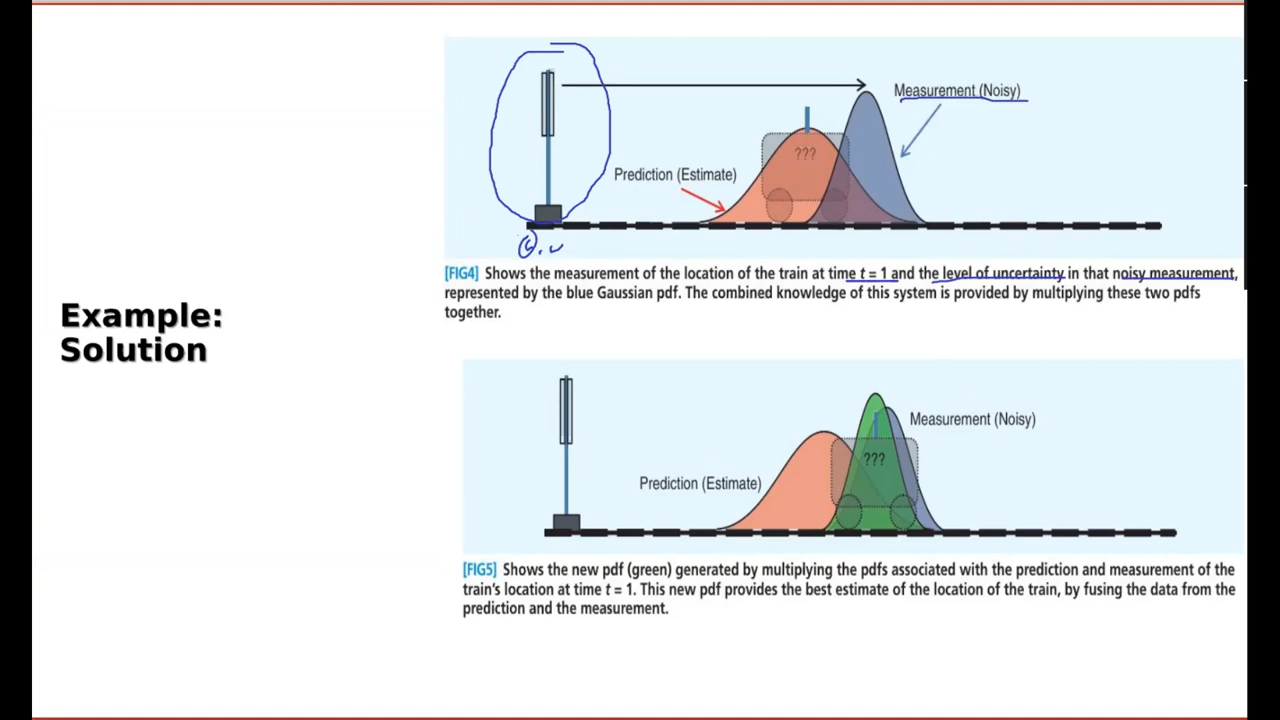 Example:
Solution
Measurement (Noisy)
???
Prediction (Estimate)
[FIG4] Shows the measurement of the location of the train at time t = 1 and the level of uncertainty in that noisy measurement,
represented by the blue Gaussian pdf. The combined knowledge of this system is provided by multiplying these two pdfs
together.
Measurement (Noisy)
???
Prediction (Estimate)
[FIG5] Shows the new pdf (green) generated by multiplying the pdfs associated with the prediction and measurement of the
train's location at time t = 1. This new pdf provides the best estimate of the location of the train, by fusing the data from the
prediction and the measurement.